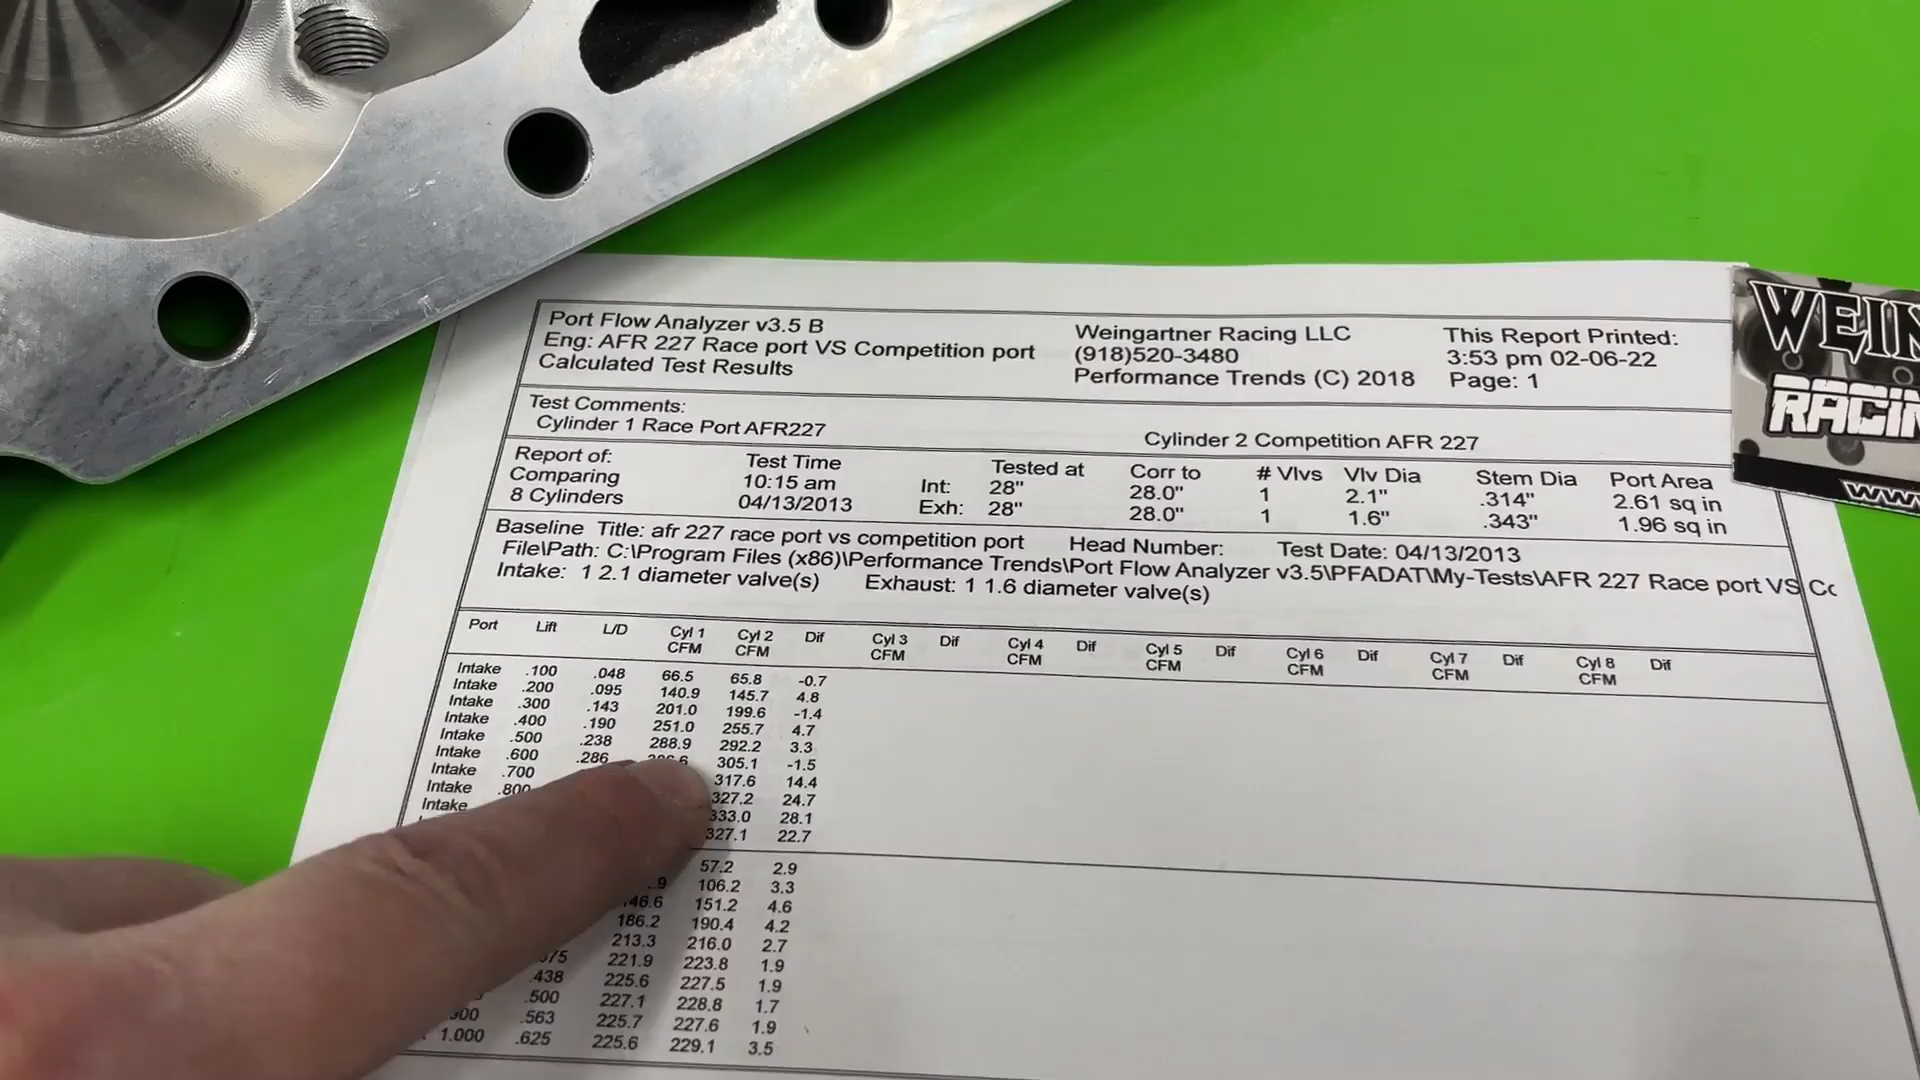 Port Flow Analyzer v3.5 B
Eng: AFR 227 Race port VS Competition port
Calculated Test Results
Weingartner Racing LLC
(918)520-3480
Performance Trends (C) 2018
This Report Printed:
3:53 pm 02-06-22
Page: 1
WEIN
RACIN
WWW
Test Comments:
Cylinder 1 Race Port AFR227 Cylinder 2 Competition AFR 227
Report of:
Comparing
8 Cylinders
Test Time
10:15 am
04/13/2013
Tested at Corr to # Vlvs Vlv Dia Stem Dia Port Area
Int: 28" 28.0" 1 2.1" .314" 2.61 sq in
Exh: 28" 28.0" 1 1.6" .343" 1.96 sq in
Baseline Title: afr 227 race port vs competition port Head Number: Test Date: 04/13/2013
File\Path: C:\Program Files (x86)\Performance Trends\Port Flow Analyzer v3.5\PFADAT\My-Tests\AFR 227 Race port VS Cc
Intake: 1 2.1 diameter valve(s) Exhaust: 1 1.6 diameter valve(s)
Port Lift L/D Cyl 1 Cyl 2 Dif Cyl 3 Dif Cyl 4 Dif Cyl 5 Dif Cyl 6 Dif Cyl 7 Dif Cyl 8 Dif
CFM CFM CFM CFM CFM CFM CFM CFM
Intake .100 .048 66.5 65.8 -0.7
Intake .200 .095 140.9 145.7 4.8
Intake .300 .143 201.0 199.6 -1.4
Intake .400 .190 251.0 255.7 4.7
Intake .500 .238 288.9 292.2 3.3
Intake .600 .286 305.1 -1.5
Intake .700 317.6 14.4
Intake .800 327.2 24.7
Intake 333.0 28.1
327.1 22.7
57.2 2.9
.9 106.2 3.3
146.6 151.2 4.6
186.2 190.4 4.2
213.3 216.0 2.7
221.9 223.8 1.9
.438 225.6 227.5 1.9
.500 227.1 228.8 1.7
.563 225.7 227.6 1.9
1.000 .625 225.6 229.1 3.5